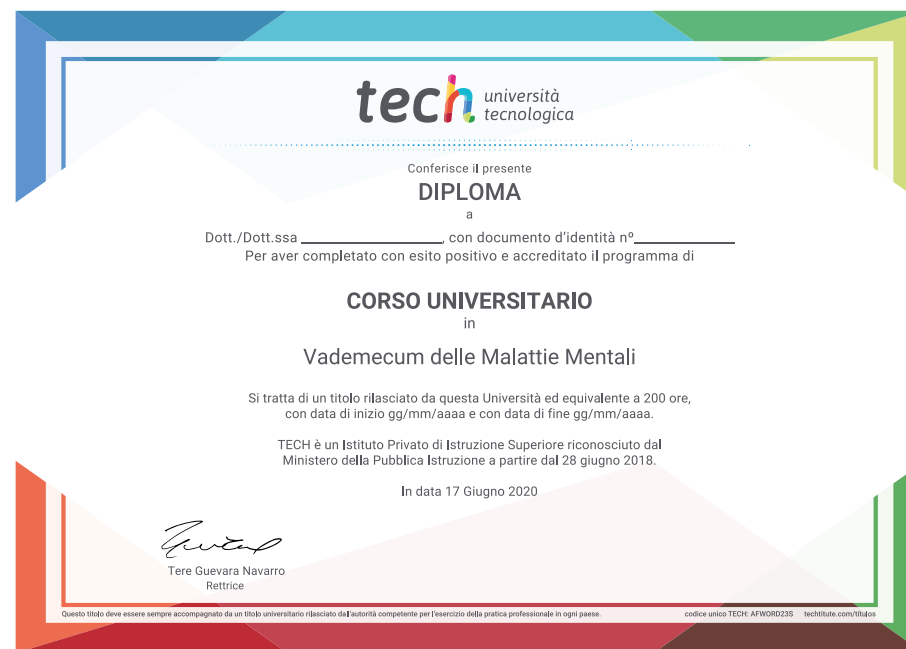 tech università
tecnologica
Conferisce il presente
DIPLOMA
a
Dott./Dott.ssa ____________________, con documento d'identità nº______________
Per aver completato con esito positivo e accreditato il programma di
CORSO UNIVERSITARIO
in
Vademecum delle Malattie Mentali
Si tratta di un titolo rilasciato da questa Università ed equivalente a 200 ore,
con data di inizio gg/mm/aaaa e con data di fine gg/mm/aaaa.
TECH è un Istituto Privato di Istruzione Superiore riconosciuto dal
Ministero della Pubblica Istruzione a partire dal 28 giugno 2018.
In data 17 Giugno 2020
Tere Guevara Navarro
Rettrice
Questo titolo deve essere sempre accompagnato da un titolo universitario rilasciato dall'autorità competente per l'esercizio della pratica professionale in ogni paese. codice unico TECH: AFWORD23S techtitute.com/títulos